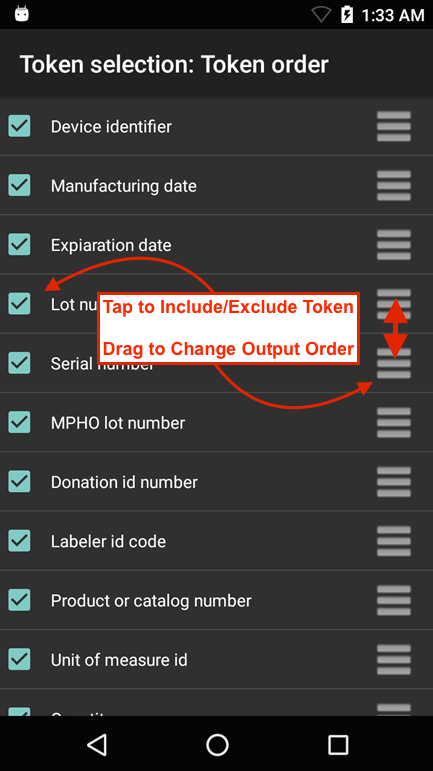 1:33 AM
Token selection: Token order
Device identifier
Manufacturing date
Expiaration date
Lot nu
Tap to Include/Exclude Token
Drag to Change Output Order
Serial number
MPHO lot number
Donation id number
Labeler id code
Product or catalog number
Unit of measure id